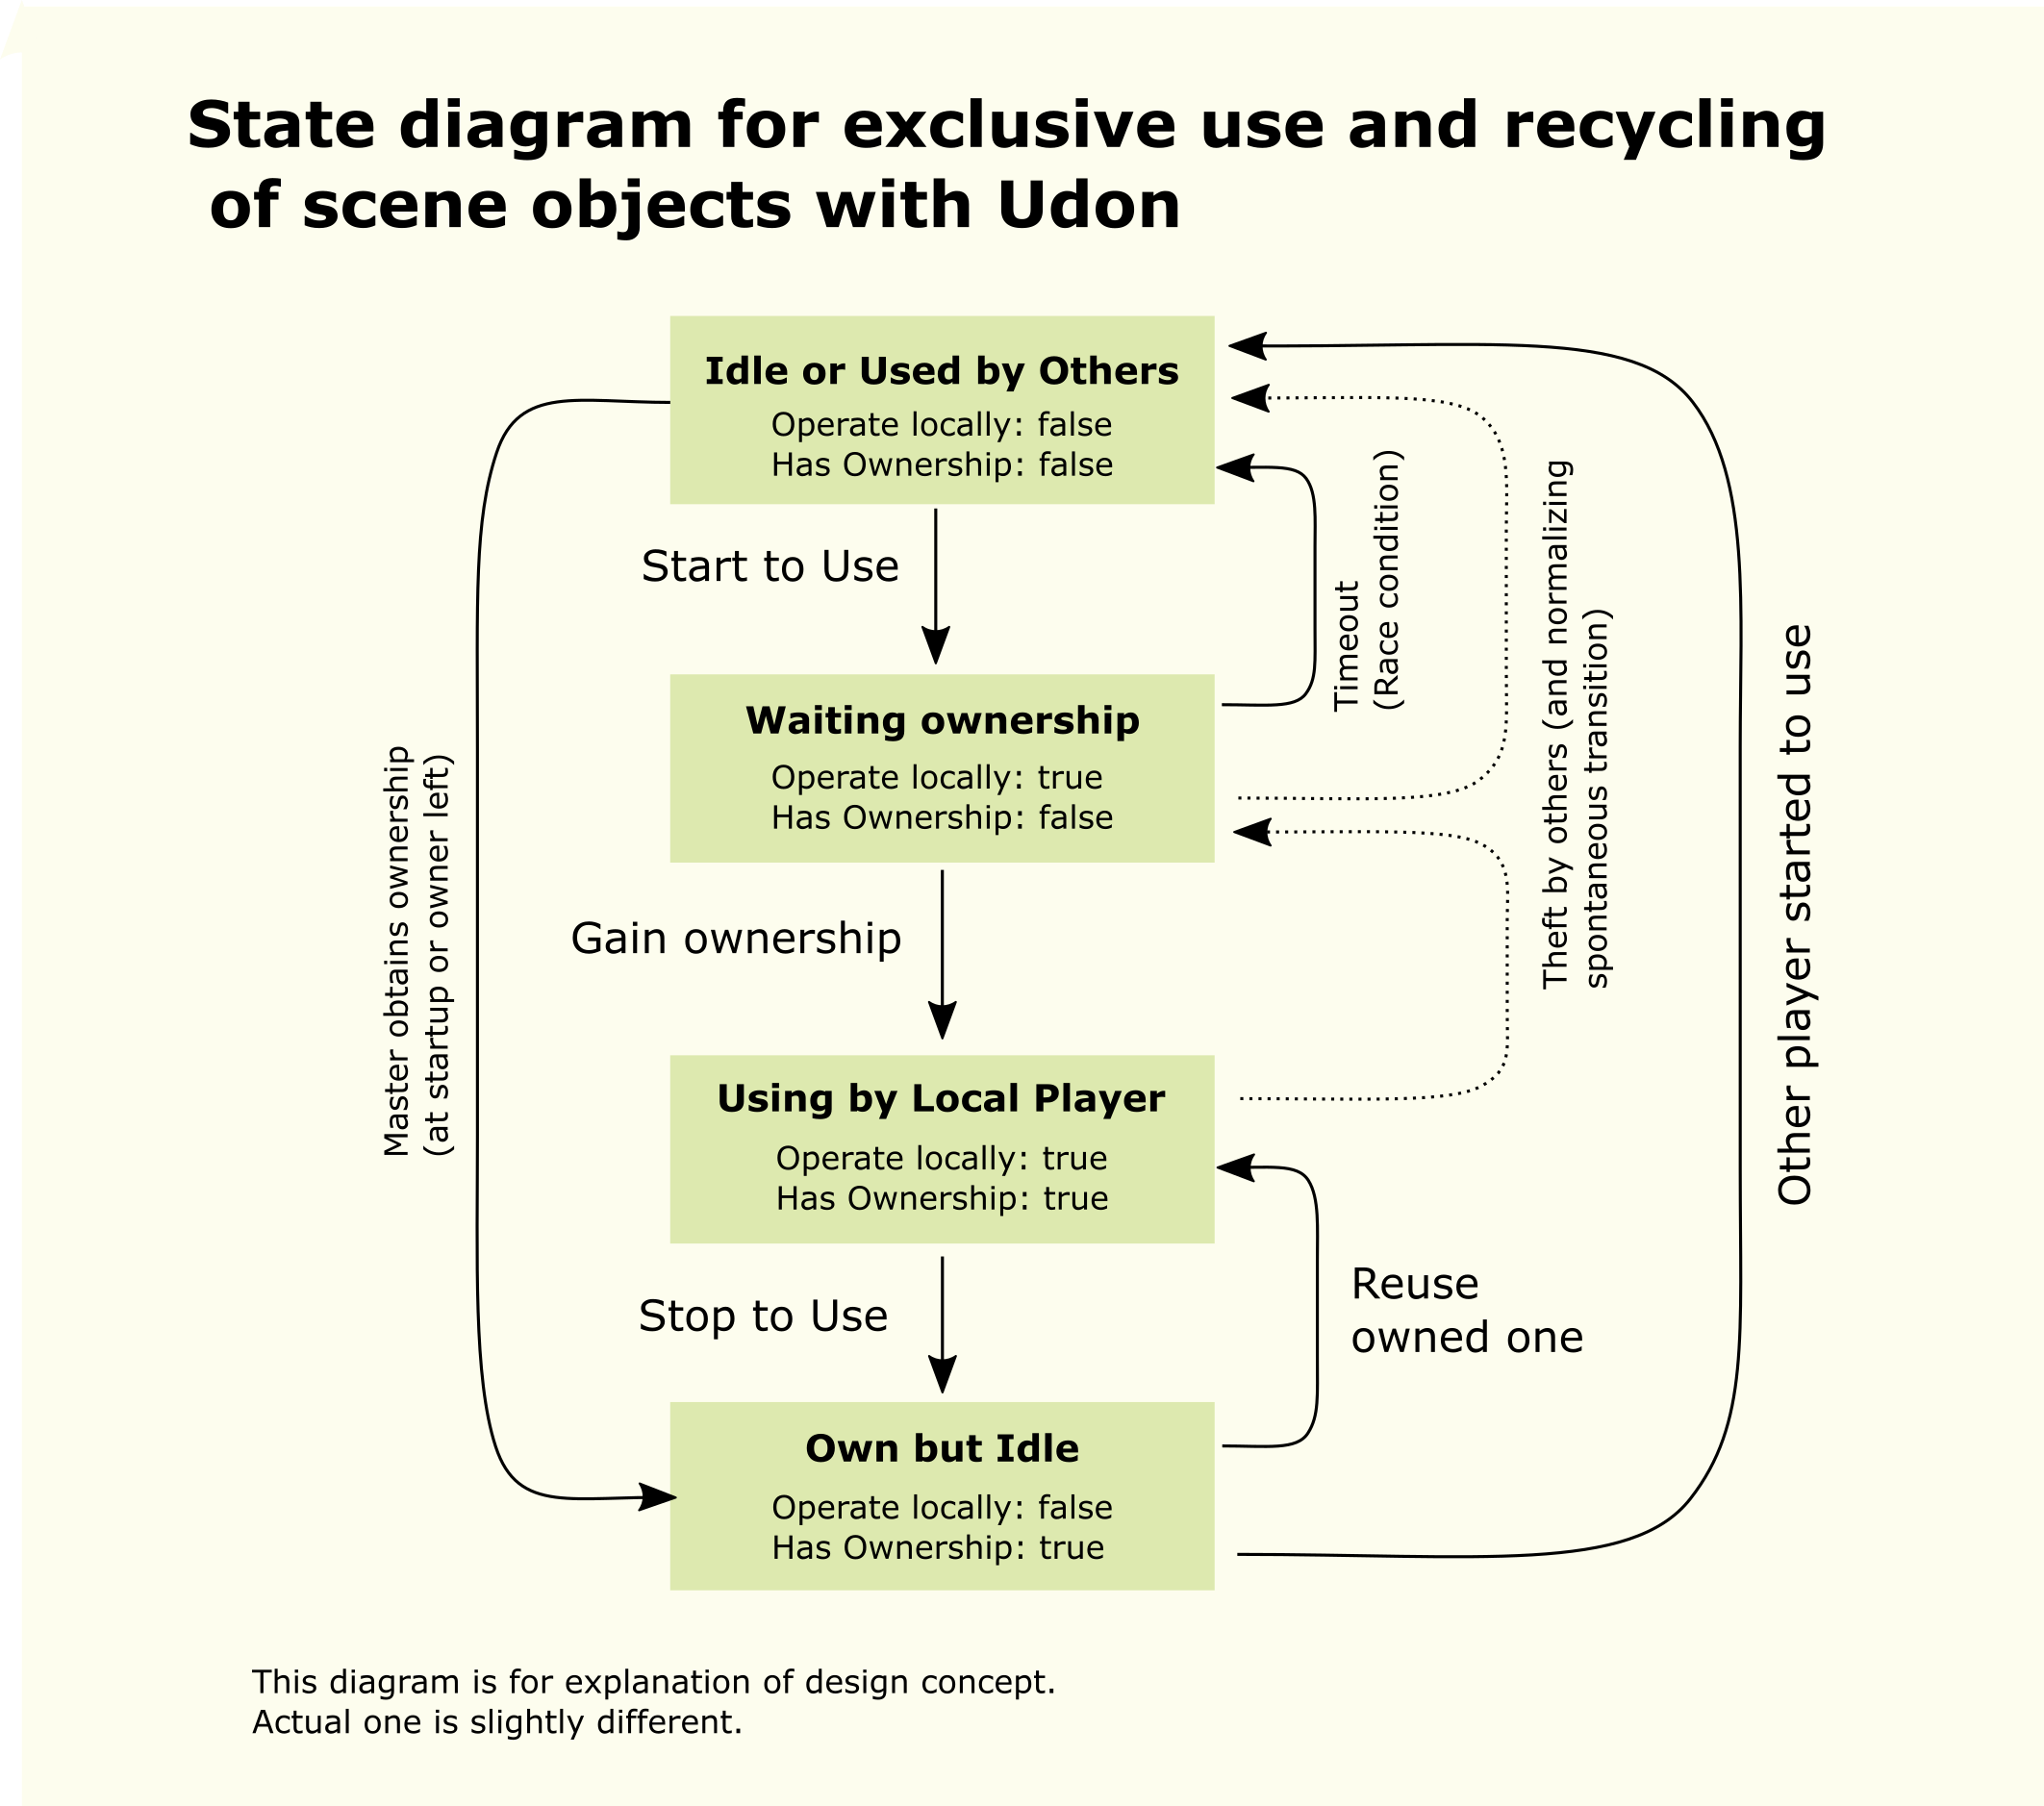 State diagram for exclusive use and recycling
of scene objects with Udon
Idle or Used by Others
Operate locally: false
Has Ownership: false
Start to Use
Timeout
(Race condition)
Waiting ownership
Operate locally: true
Has Ownership: false
Theft by others (and normalizing
spontaneous transition)
Other player started to use
Master obtains ownership
(at startup or owner left)
Gain ownership
Using by Local Player
Operate locally: true
Has Ownership: true
Stop to Use
Reuse
owned one
Own but Idle
Operate locally: false
Has Ownership: true
This diagram is for explanation of design concept.
Actual one is slightly different.